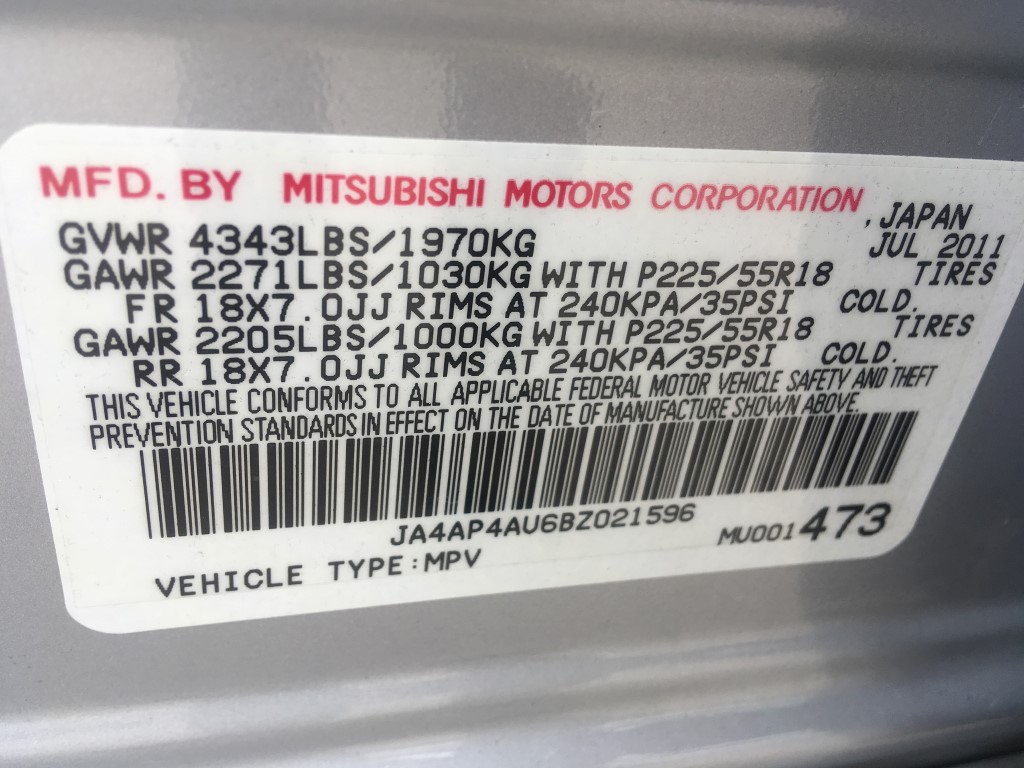 MFD. BY MITSUBISHI MOTORS CORPORATION, JAPAN
GVWR 4343LBS/1970KG JUL 2011
GAWR 2271LBS/1030KG WITH P225/55R18 TIRES
FR 18X7.0JJ RIMS AT 240KPA/35PSI COLD.
GAWR 2205LBS/1000KG WITH P225/55R18 TIRES
RR 18X7.0JJ RIMS AT 240KPA/35PSI COLD.
THIS VEHICLE CONFORMS TO ALL APPLICABLE FEDERAL MOTOR VEHICLE SAFETY AND THEFT
PREVENTION STANDARDS IN EFFECT ON THE DATE OF MANUFACTURE SHOWN ABOVE.
JA4AP4AU6BZ021596
MU001473
VEHICLE TYPE:MPV